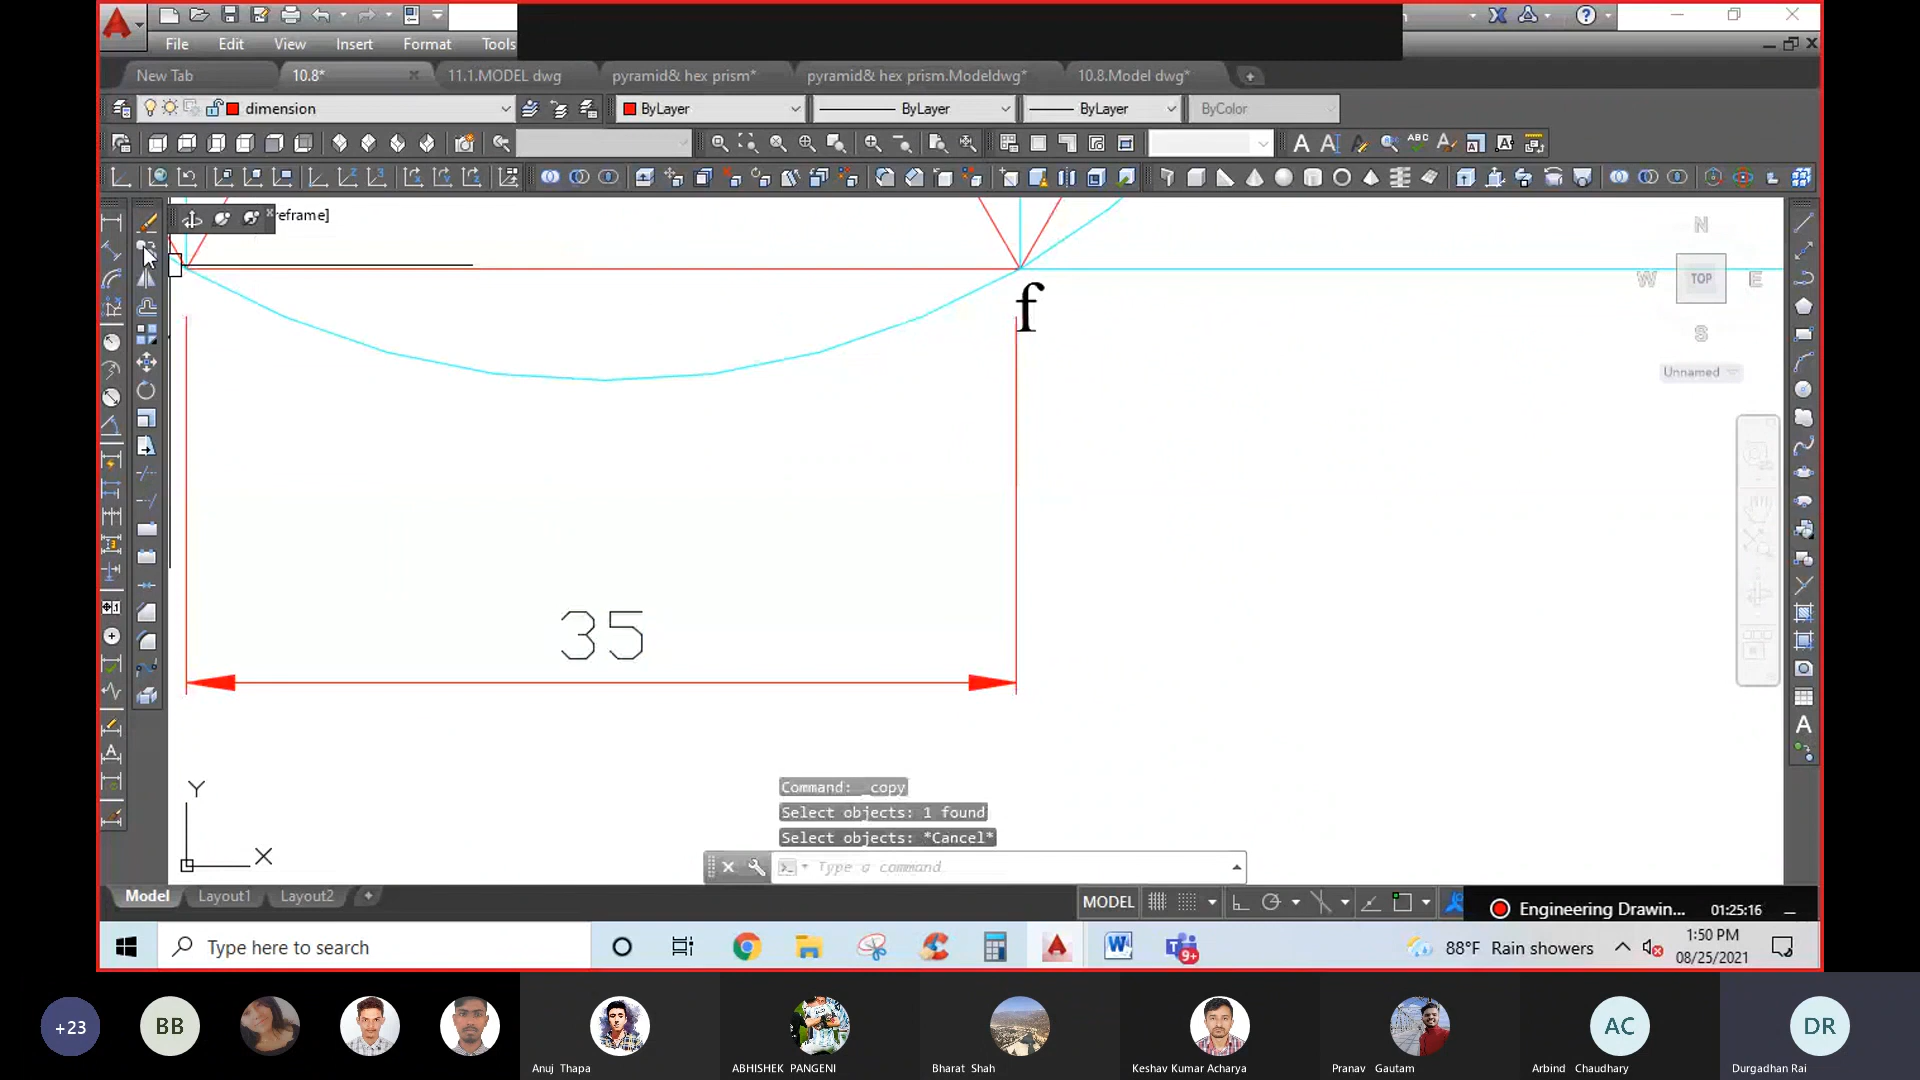 File Edit View Insert Format Tools
New Tab 10.8* 11.1.MODEL dwg pyramid& hex prism* pyramid& hex prism.Modeldwg* 10.8.Model dwg*
dimension ByLayer ByLayer ByLayer ByColor
reframe]
N
W TOP E
S
Unnamed
f
35
Y
X
Command: _copy
Select objects: 1 found
Select objects: *Cancel*
Type a command
Model Layout1 Layout2 MODEL
Engineering Drawin... 01:25:16
Type here to search
9+
88°F Rain showers
1:50 PM
08/25/2021
+23 BB AC DR
Anuj Thapa ABHISHEK PANGENI Bharat Shah Keshav Kumar Acharya Pranav Gautam Arbind Chaudhary Durgadhan Rai